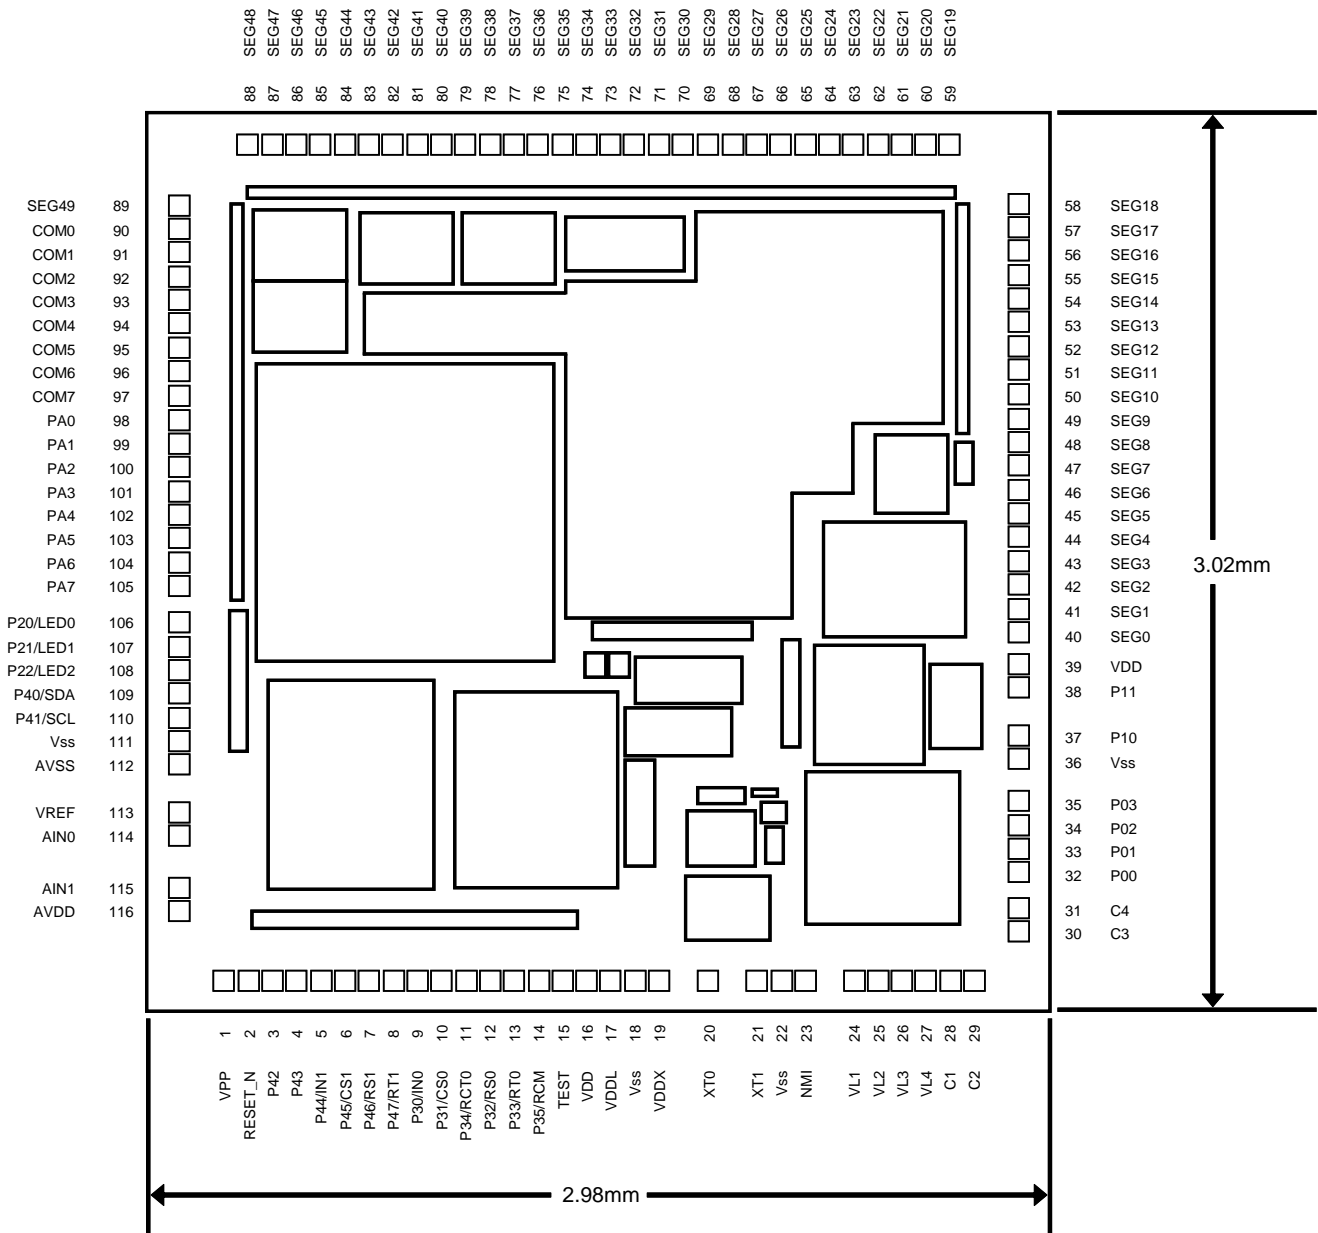 SEG48 SEG47 SEG46 SEG45 SEG44 SEG43 SEG42 SEG41 SEG40 SEG39 SEG38 SEG37 SEG36 SEG35 SEG34 SEG33 SEG32 SEG31 SEG30 SEG29 SEG28 SEG27 SEG26 SEG25 SEG24 SEG23 SEG22 SEG21 SEG20 SEG19
88 87 86 85 84 83 82 81 80 79 78 77 76 75 74 73 72 71 70 69 68 67 66 65 64 63 62 61 60 59
SEG49 89 58 SEG18
COM0 90 57 SEG17
COM1 91 56 SEG16
COM2 92 55 SEG15
COM3 93 54 SEG14
COM4 94 53 SEG13
COM5 95 52 SEG12
COM6 96 51 SEG11
COM7 97 50 SEG10
PA0 98 49 SEG9
PA1 99 48 SEG8
PA2 100 47 SEG7
PA3 101 46 SEG6
PA4 102 45 SEG5
PA5 103 44 SEG4
PA6 104 43 SEG3
3.02mm
PA7 105 42 SEG2
P20/LED0 106 41 SEG1
P21/LED1 107 40 SEG0
P22/LED2 108 39 VDD
P40/SDA 109 38 P11
P41/SCL 110
Vss 111 37 P10
AVSS 112 36 Vss
VREF 113 35 P03
AIN0 114 34 P02
33 P01
AIN1 115 32 P00
AVDD 116 31 C4
30 C3
1 2 3 4 5 6 7 8 9 10 11 12 13 14 15 16 17 18 19 20 21 22 23 24 25 26 27 28 29
VPP RESET_N P42 P43 P44/IN1 P45/CS1 P46/RS1 P47/RT1 P30/IN0 P31/CS0 P34/RCT0 P32/RS0 P33/RT0 P35/RCM TEST VDD VDDL Vss VDDX XT0 XT1 Vss NMI VL1 VL2 VL3 VL4 C1 C2
2.98mm